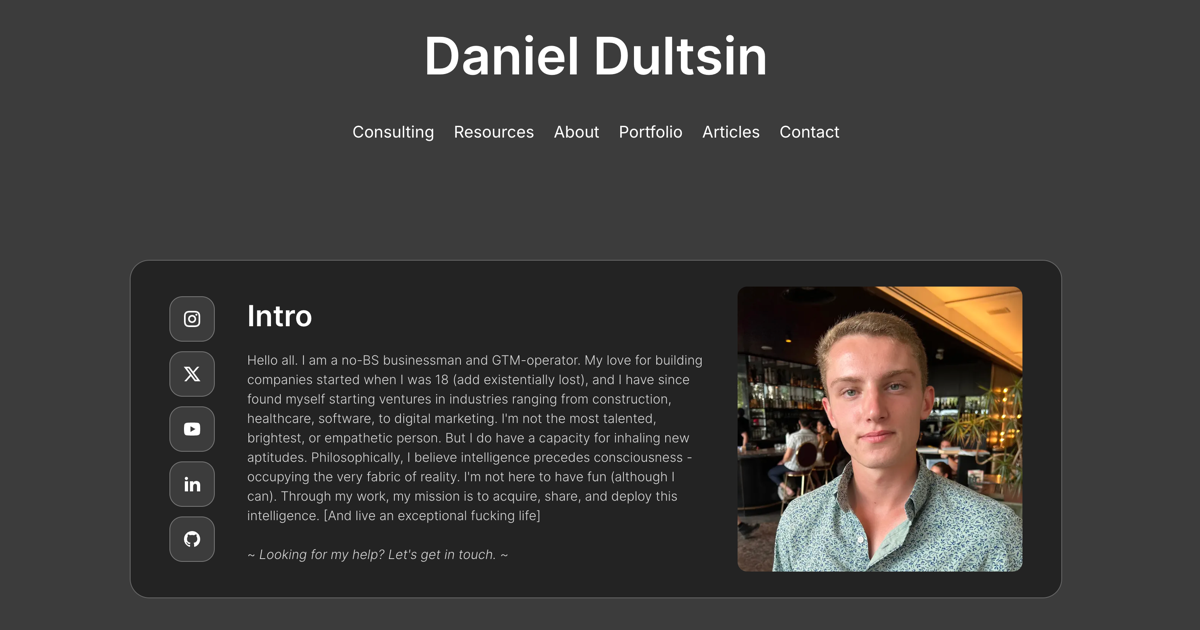 Daniel Dultsin
Consulting Resources About Portfolio Articles Contact
Intro
Hello all. I am a no-BS businessman and GTM-operator. My love for building
companies started when I was 18 (add existentially lost), and I have since
found myself starting ventures in industries ranging from construction,
healthcare, software, to digital marketing. I'm not the most talented,
brightest, or empathetic person. But I do have a capacity for inhaling new
aptitudes. Philosophically, I believe intelligence precedes consciousness -
occupying the very fabric of reality. I'm not here to have fun (although I
can). Through my work, my mission is to acquire, share, and deploy this
intelligence. [And live an exceptional fucking life]
~ Looking for my help? Let's get in touch. ~